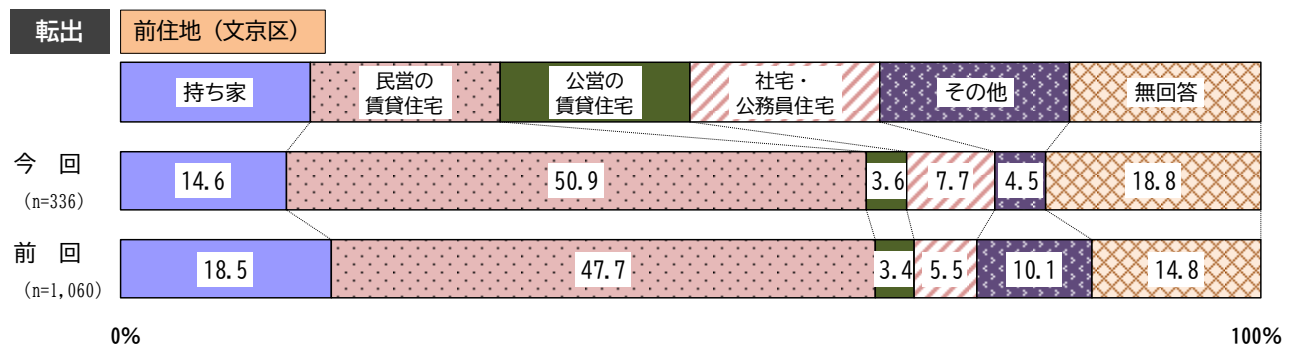 転出 前住地（文京区）
持ち家 民営の賃貸住宅 公営の賃貸住宅 社宅・公務員住宅 その他 無回答
今 回
(n=336)
14.6 50.9 3.6 7.7 4.5 18.8
前 回
(n=1,060)
18.5 47.7 3.4 5.5 10.1 14.8
0% 100%